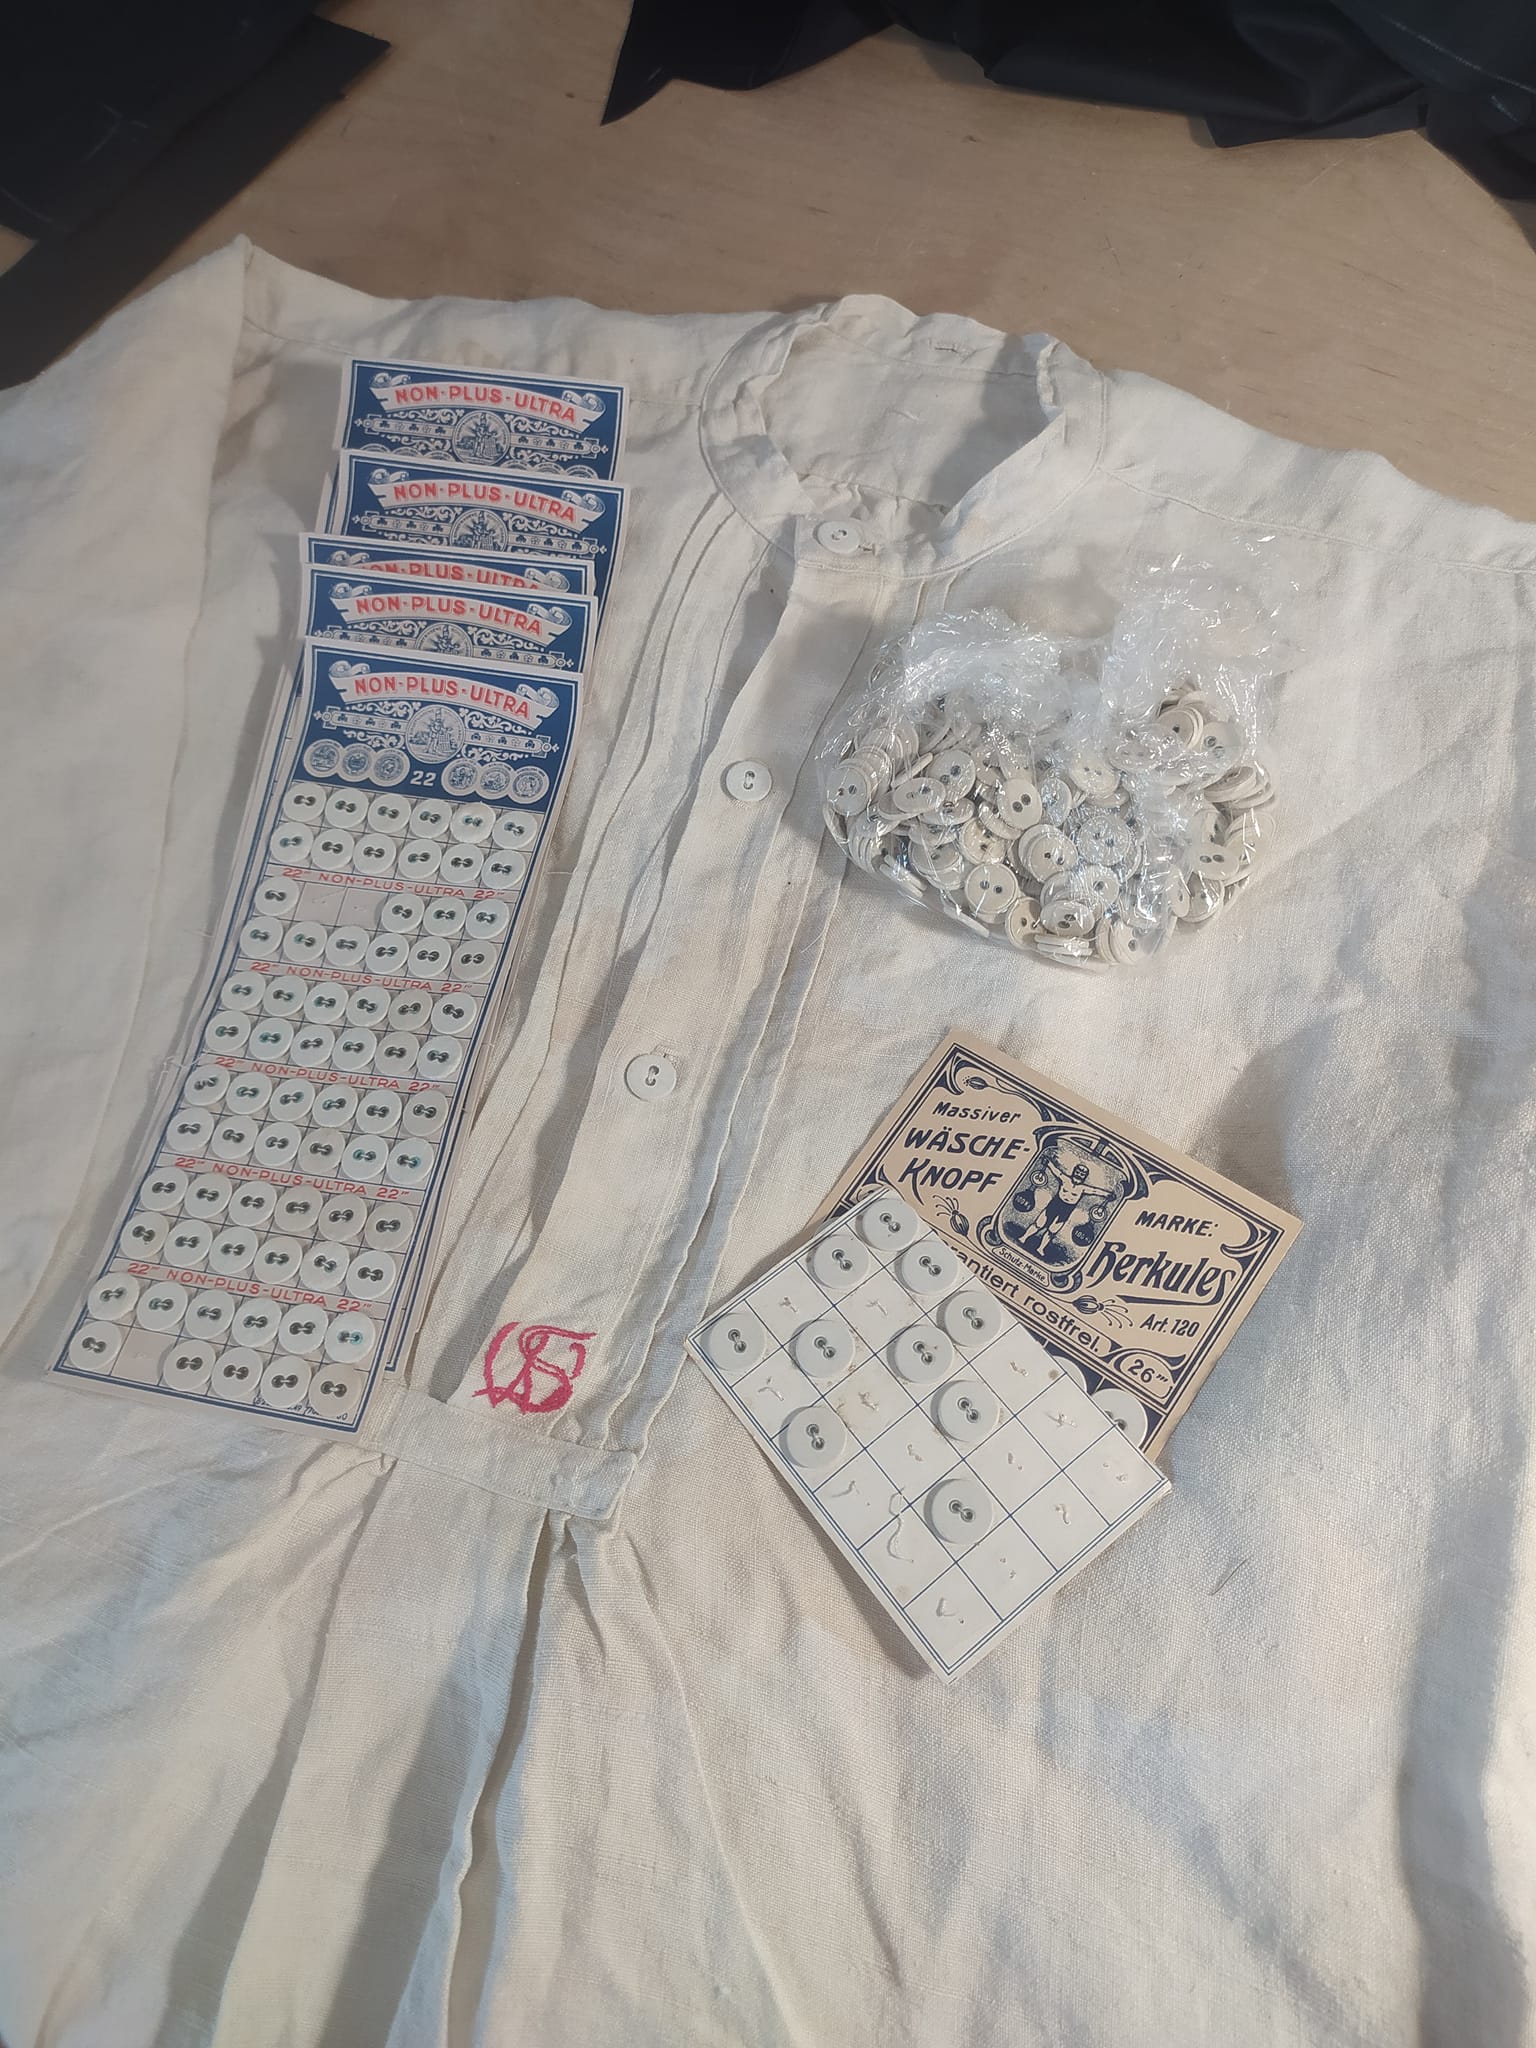 NON-PLUS-ULTRA
NON-PLUS-ULTRA
NON-PLUS-ULTRA
NON-PLUS-ULTRA
NON-PLUS-ULTRA
22
22''' NON-PLUS-ULTRA 22'''
22''' NON-PLUS-ULTRA 22'''
22''' NON-PLUS-ULTRA 22'''
22''' NON-PLUS-ULTRA 22'''
22''' NON-PLUS-ULTRA 22'''
Massiver
WÄSCHE-
KNOPF
MARKE:
Herkules
Schutz-Marke
rantiert rostfrei.
Art. 120
26'''